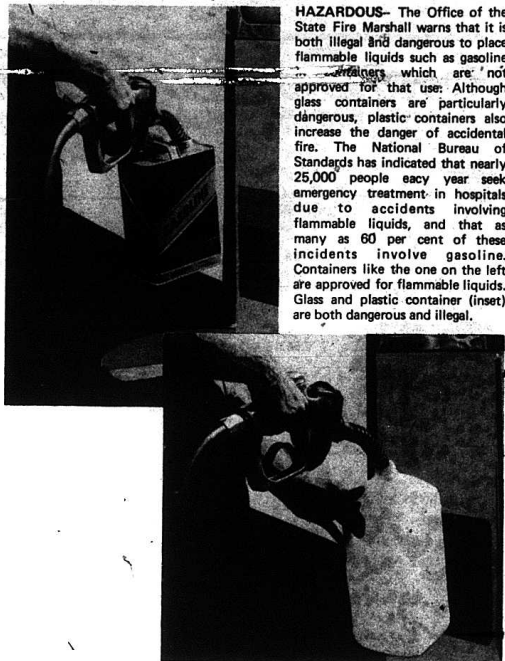 HAZARDOUS-- The Office of the
State Fire Marshall warns that it is
both illegal and dangerous to place
flammable liquids such as gasoline
containers which are not
approved for that use. Although
glass containers are particularly
dangerous, plastic containers also
increase the danger of accidental
fire. The National Bureau of
Standards has indicated that nearly
25,000 people eacy year seek
emergency treatment in hospitals
due to accidents involving
flammable liquids, and that as
many as 60 per cent of these
incidents involve gasoline.
Containers like the one on the left
are approved for flammable liquids.
Glass and plastic container (inset)
are both dangerous and illegal.